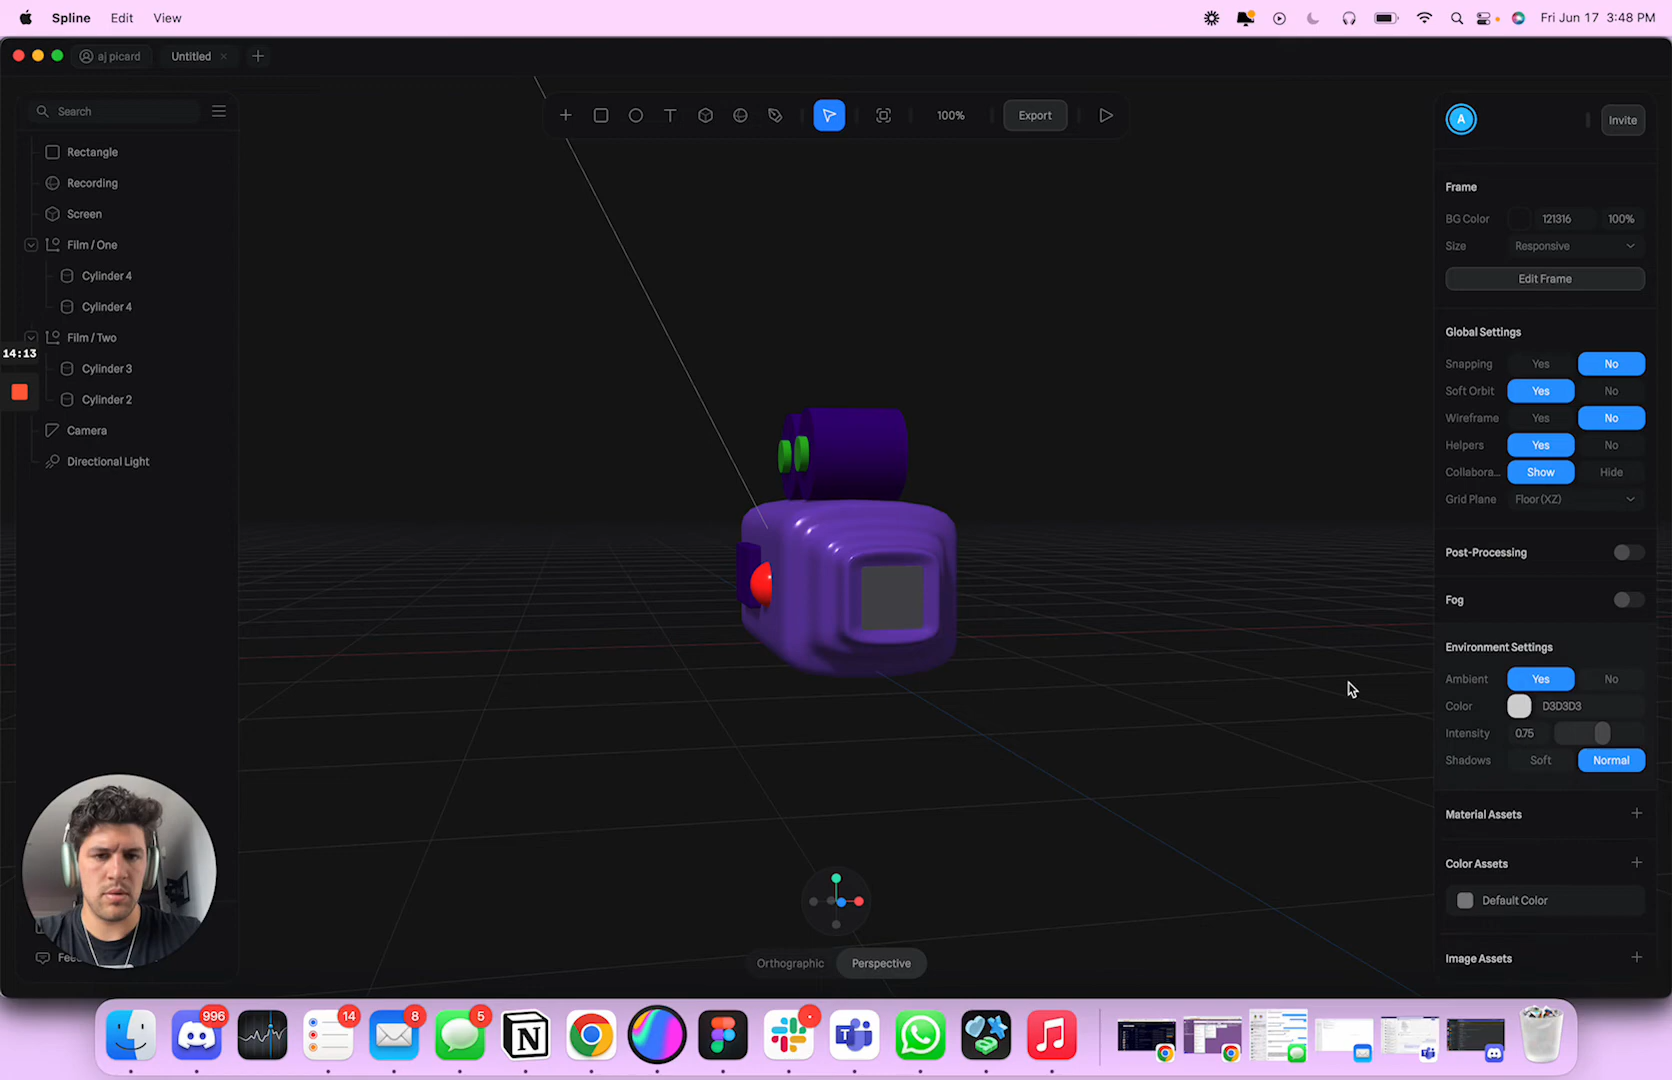 Spline Edit View
Fri Jun 17 3:48 PM
aj picard
Untitled
Search
100%
Export
A
Invite
Rectangle
Recording
Screen
Film / One
Cylinder 4
Cylinder 4
Film / Two
14:13
Cylinder 3
Cylinder 2
Camera
Directional Light
Frame
BG Color 121316 100%
Size Responsive
Edit Frame
Global Settings
Snapping Yes No
Soft Orbit Yes No
Wireframe Yes No
Helpers Yes No
Collabora... Show Hide
Grid Plane Floor (XZ)
Post-Processing
Fog
Environment Settings
Ambient Yes No
Color D3D3D3
Intensity 0.75
Shadows Soft Normal
Material Assets
Color Assets
Default Color
Image Assets
Orthographic Perspective
996
14
8
5
N